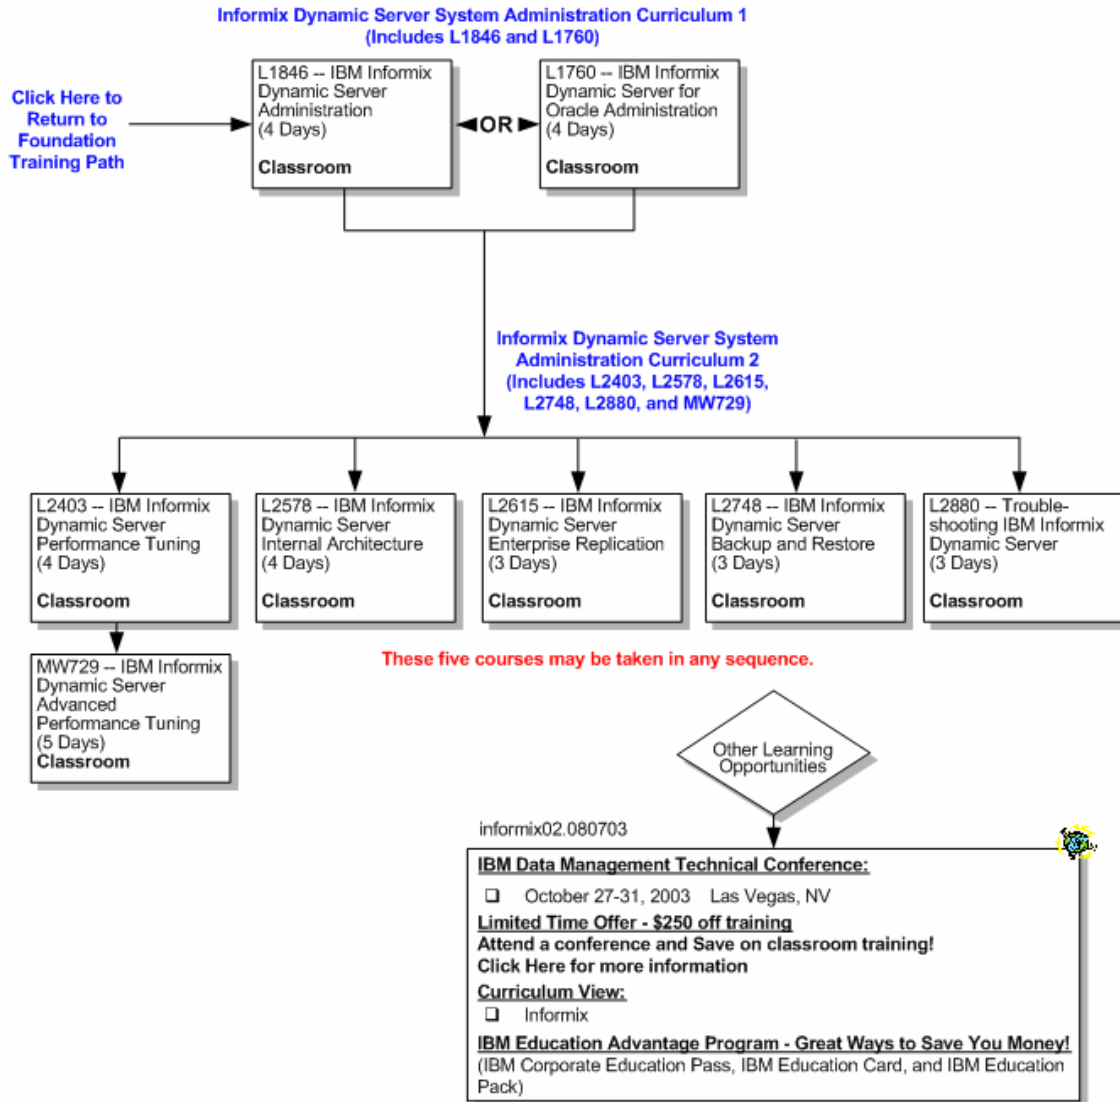 Informix Dynamic Server System Administration Curriculum 1
(Includes L1846 and L1760)
Click Here to
Return to
Foundation
Training Path
L1846 -- IBM Informix
Dynamic Server
Administration
(4 Days)
Classroom
OR
L1760 -- IBM Informix
Dynamic Server for
Oracle Administration
(4 Days)
Classroom
Informix Dynamic Server System
Administration Curriculum 2
(Includes L2403, L2578, L2615,
L2748, L2880, and MW729)
L2403 -- IBM Informix
Dynamic Server
Performance Tuning
(4 Days)
Classroom
L2578 -- IBM Informix
Dynamic Server
Internal Architecture
(4 Days)
Classroom
L2615 -- IBM Informix
Dynamic Server
Enterprise Replication
(3 Days)
Classroom
L2748 -- IBM Informix
Dynamic Server
Backup and Restore
(3 Days)
Classroom
L2880 -- Trouble-
shooting IBM Informix
Dynamic Server
(3 Days)
Classroom
MW729 -- IBM Informix
Dynamic Server
Advanced
Performance Tuning
(5 Days)
Classroom
These five courses may be taken in any sequence.
Other Learning
Opportunities
informix02.080703
IBM Data Management Technical Conference:
❑ October 27-31, 2003 Las Vegas, NV
Limited Time Offer - $250 off training
Attend a conference and Save on classroom training!
Click Here for more information
Curriculum View:
❑ Informix
IBM Education Advantage Program - Great Ways to Save You Money!
(IBM Corporate Education Pass, IBM Education Card, and IBM Education
Pack)